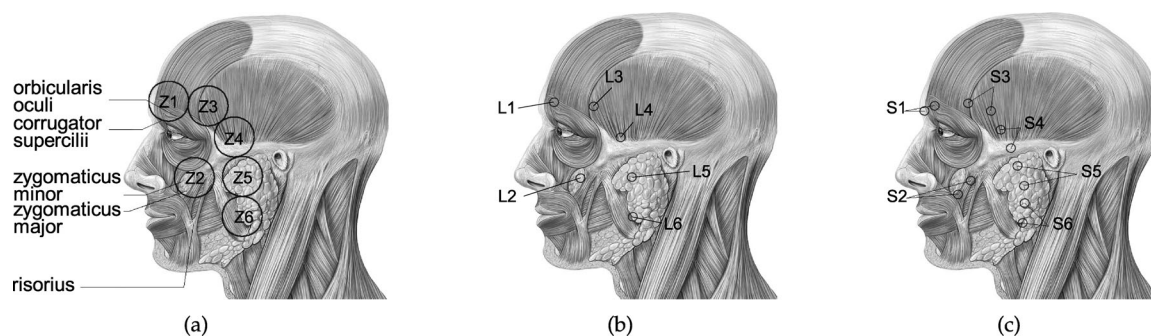 orbicularis
oculi
corrugator
supercilii
zygomaticus
minor
zygomaticus
major
risorius
Z1
Z3
Z4
Z2
Z5
Z6
(a)
L1
L3
L4
L2
L5
L6
(b)
S1
S3
S4
S2
S5
S6
(c)